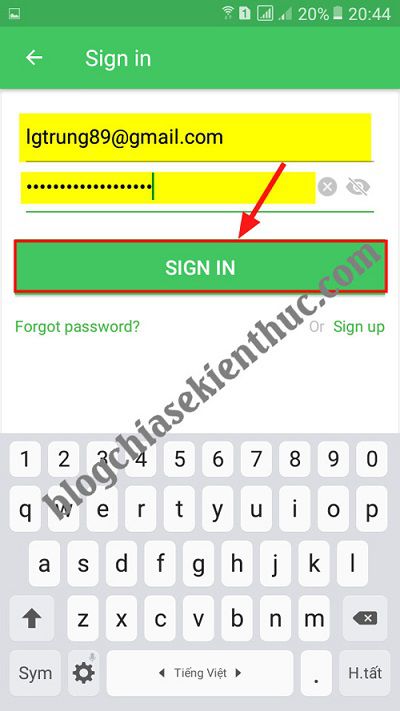 1 20% 20:44
Sign in
lgtrung89@gmail.com
•••••••••••••••••••
SIGN IN
Forgot password? Or Sign up
blogchiasekienthuc.com
1 2 3 4 5 6 7 8 9 0
q w e r t y u i o p
a s d f g h j k l
z x c v b n m
Sym Tiếng Việt . H.tất